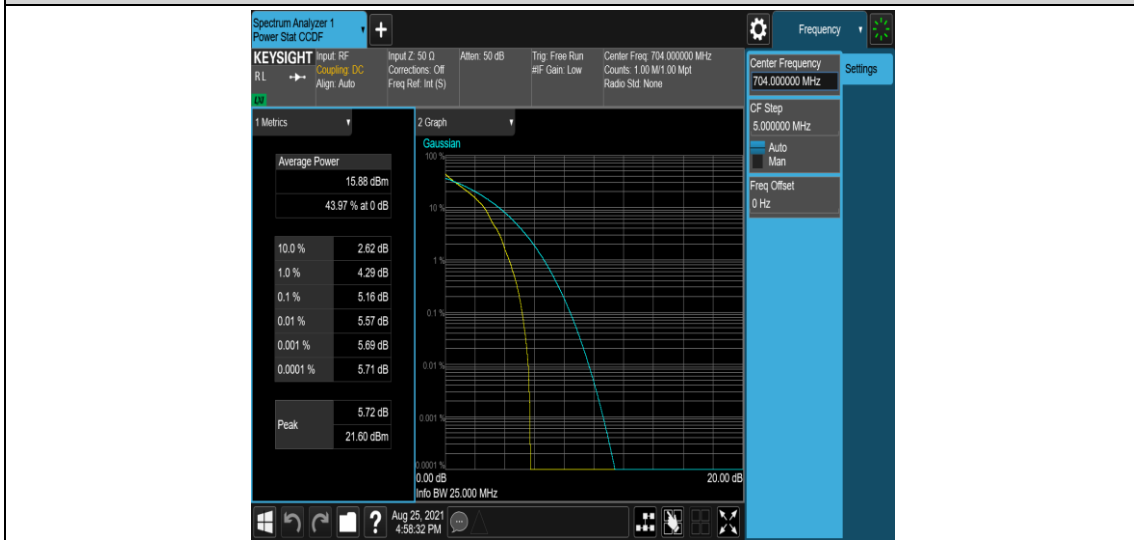 Spectrum Analyzer 1
Power Stat CCDF
+
Frequency
KEYSIGHT
RL
Input: RF
Coupling: DC
Align: Auto
Input Z: 50 Ω
Corrections: Off
Freq Ref: Int (S)
Atten: 50 dB
Trig: Free Run
#IF Gain: Low
Center Freq: 704.000000 MHz
Counts: 1.00 M/1.00 Mpt
Radio Std: None
Center Frequency
704.000000 MHz
Settings
CF Step
5.000000 MHz
Auto
Man
Freq Offset
0 Hz
1 Metrics
Average Power
15.88 dBm
43.97 % at 0 dB
10.0 % 2.62 dB
1.0 % 4.29 dB
0.1 % 5.16 dB
0.01 % 5.57 dB
0.001 % 5.69 dB
0.0001 % 5.71 dB
Peak
5.72 dB
21.60 dBm
2 Graph
Gaussian
100 %
10 %
1 %
0.1 %
0.01 %
0.001 %
0.0001 %
0.00 dB 20.00 dB
Info BW 25.000 MHz
?
Aug 25, 2021
4:58:32 PM